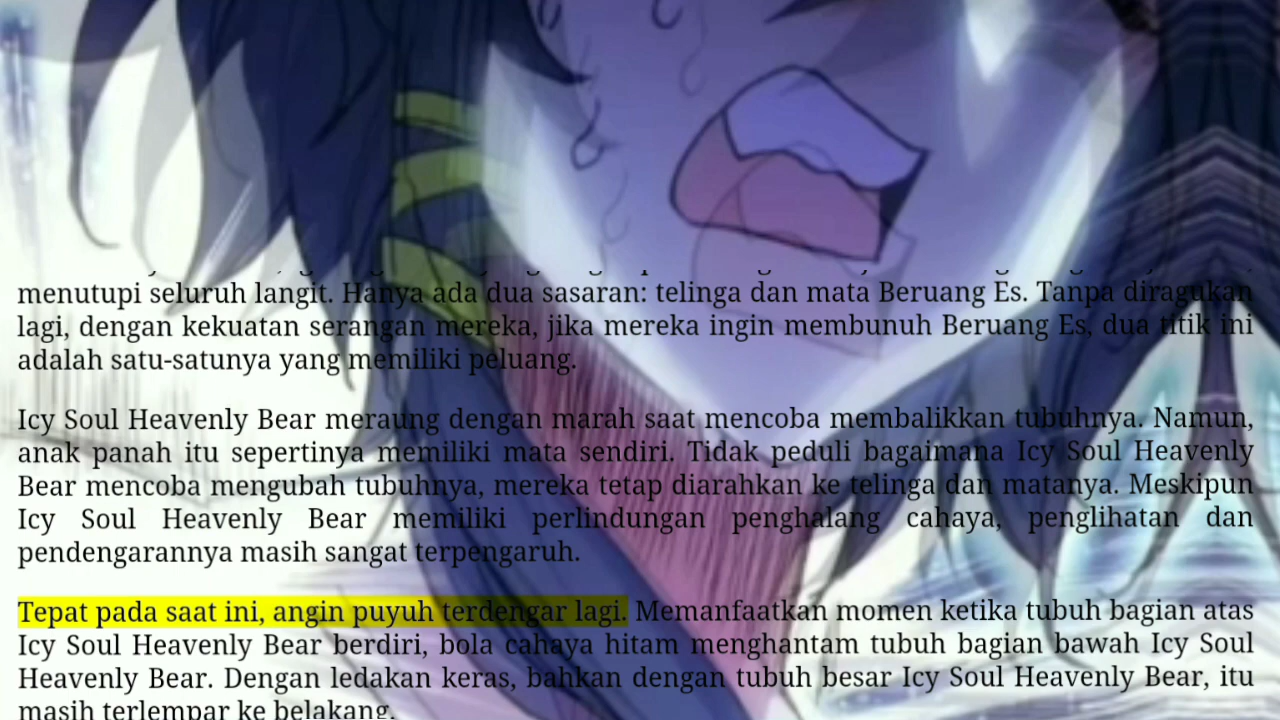 menutupi seluruh langit. Hanya ada dua sasaran: telinga dan mata Beruang Es. Tanpa diragukan
lagi, dengan kekuatan serangan mereka, jika mereka ingin membunuh Beruang Es, dua titik ini
adalah satu-satunya yang memiliki peluang.
Icy Soul Heavenly Bear meraung dengan marah saat mencoba membalikkan tubuhnya. Namun,
anak panah itu sepertinya memiliki mata sendiri. Tidak peduli bagaimana Icy Soul Heavenly
Bear mencoba mengubah tubuhnya, mereka tetap diarahkan ke telinga dan matanya. Meskipun
Icy Soul Heavenly Bear memiliki perlindungan penghalang cahaya, penglihatan dan
pendengarannya masih sangat terpengaruh.
Tepat pada saat ini, angin puyuh terdengar lagi. Memanfaatkan momen ketika tubuh bagian atas
Icy Soul Heavenly Bear berdiri, bola cahaya hitam menghantam tubuh bagian bawah Icy Soul
Heavenly Bear. Dengan ledakan keras, bahkan dengan tubuh besar Icy Soul Heavenly Bear, itu
masih terlempar ke belakang.